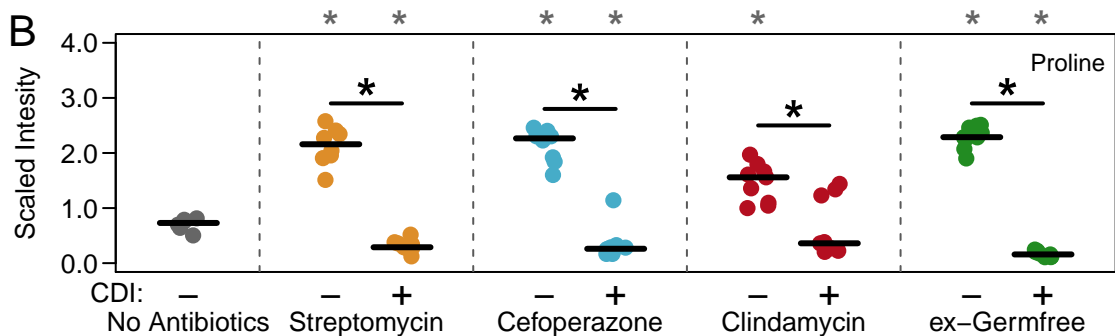 B
* * * * * * *
Scaled Intesity
4.0
3.0
2.0
1.0
0.0
Proline
* * * *
CDI: − − + − + − + − +
No Antibiotics Streptomycin Cefoperazone Clindamycin ex−Germfree